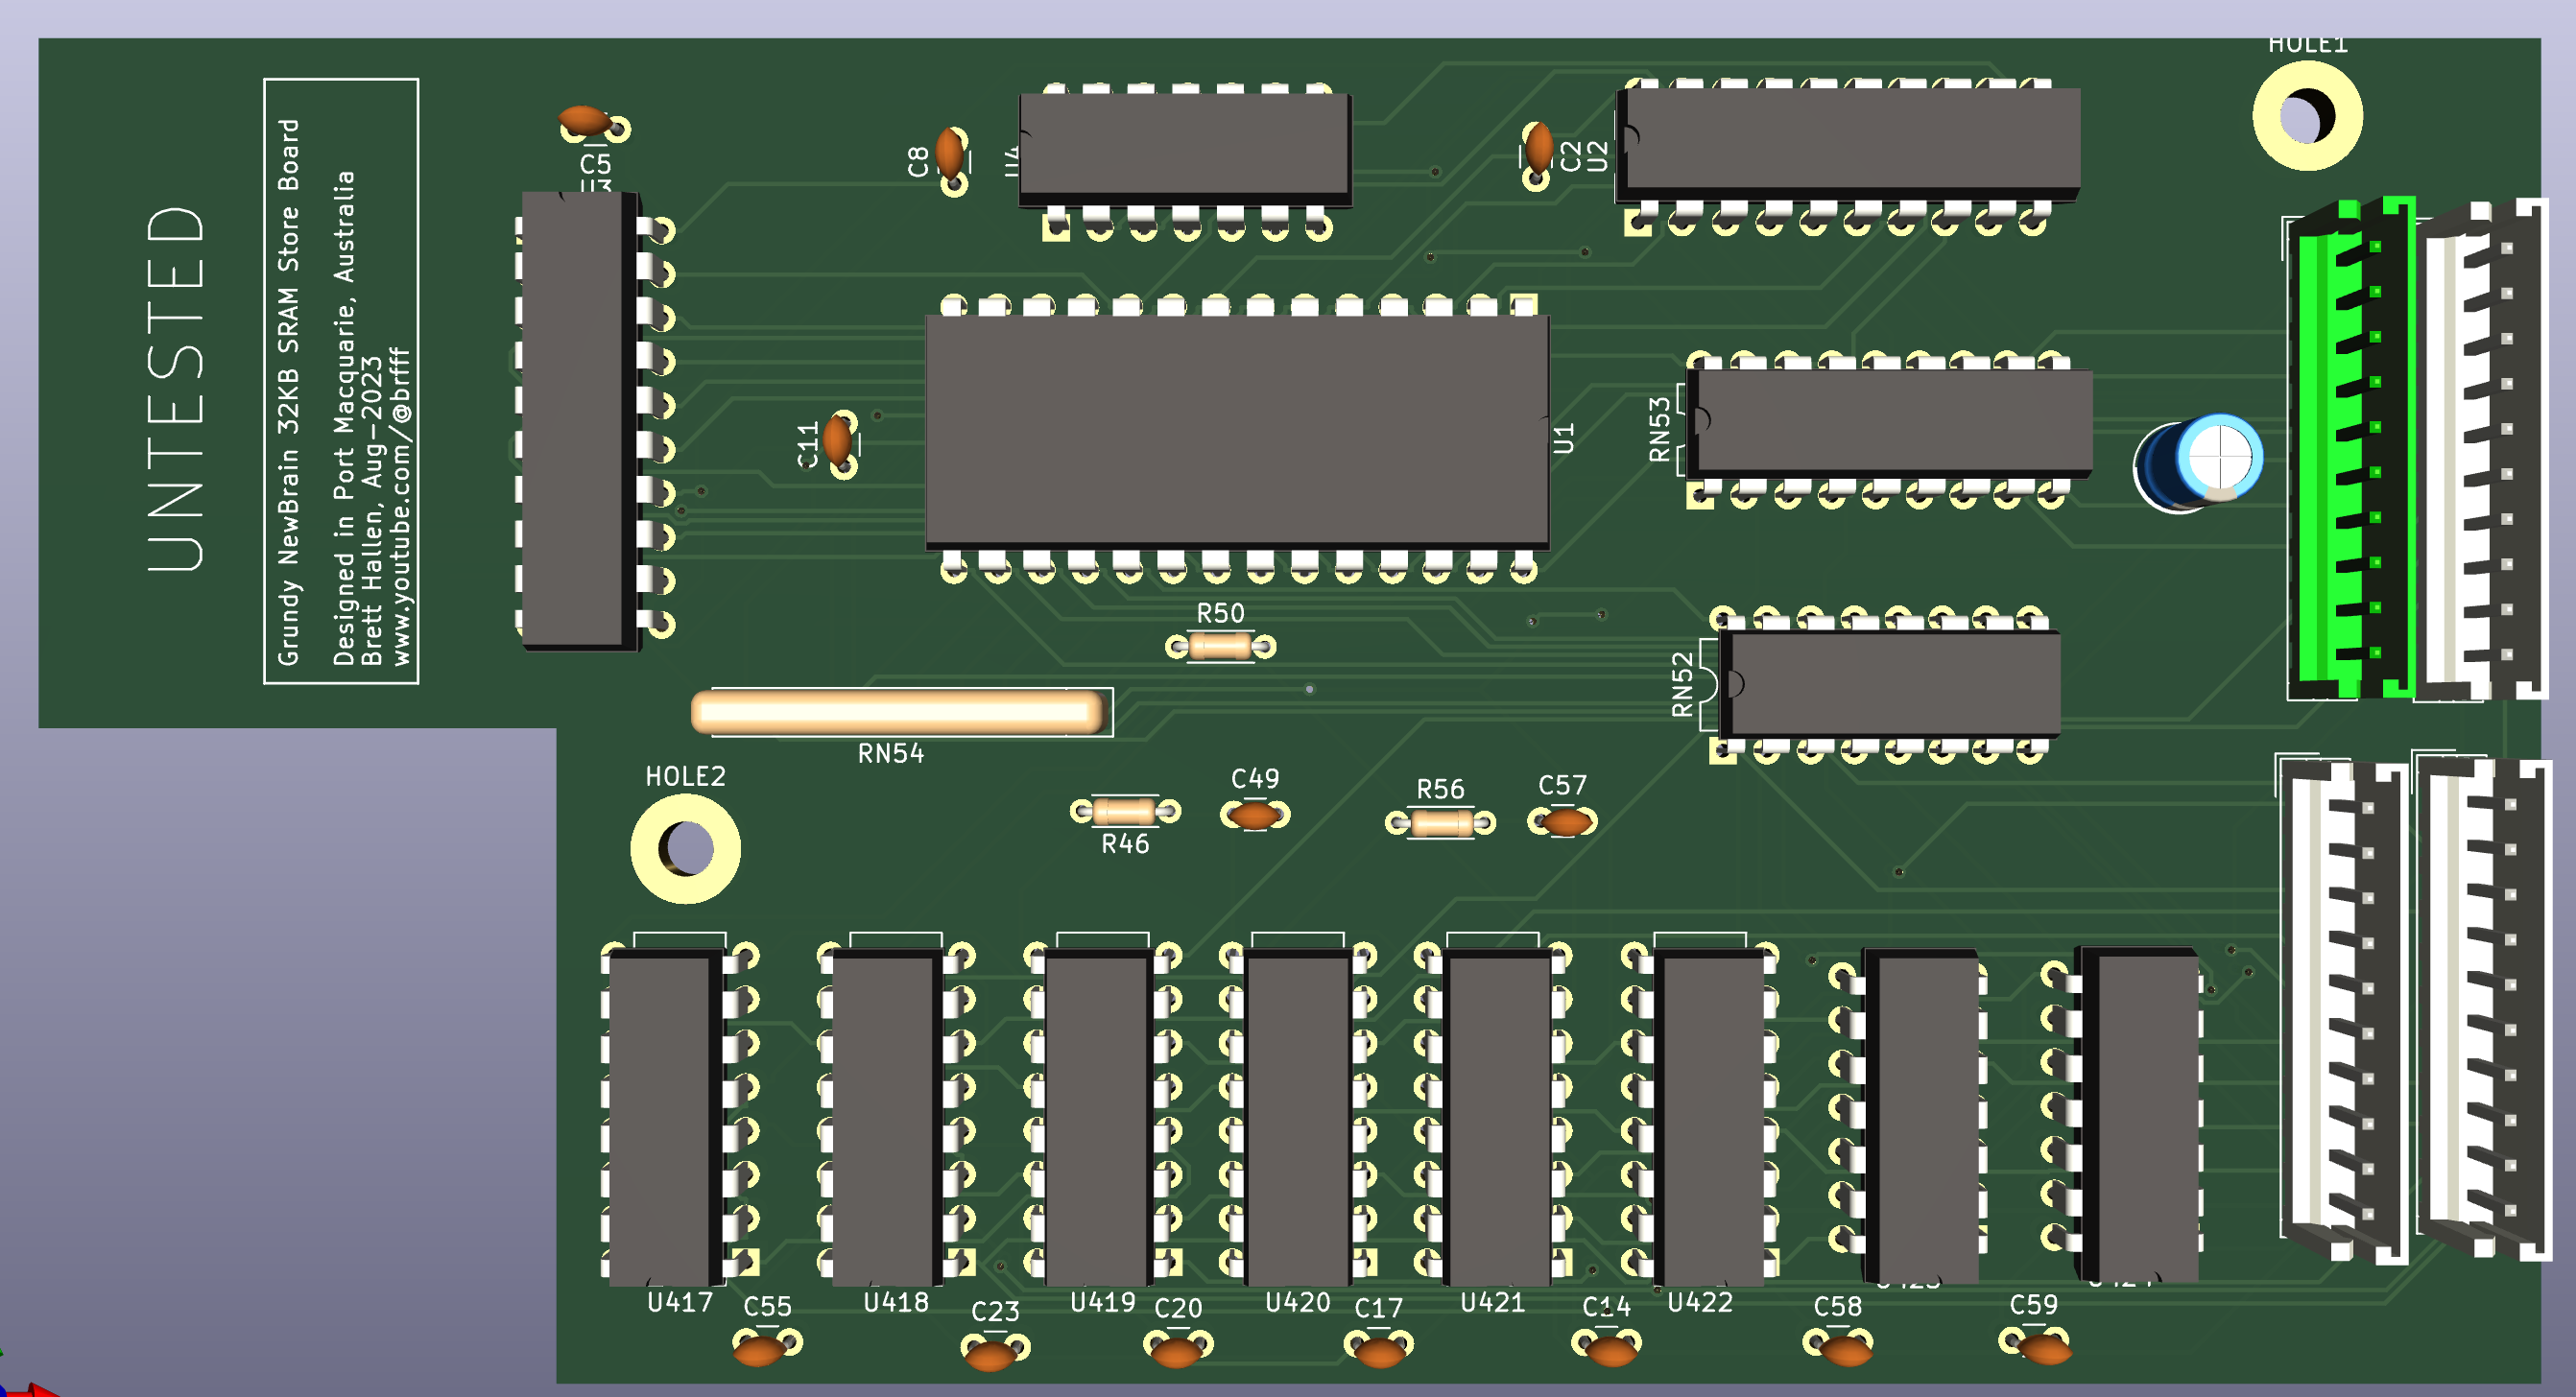 UNTESTED
Grundy NewBrain 32KB SRAM Store Board
Designed in Port Macquarie, Australia
Brett Hallen, Aug-2023
www.youtube.com/@brfff
HOLE1
C5
U3
C8
U4
C2
U2
C11
U1
RN53
R50
RN52
RN54
HOLE2
C49
R56
C57
R46
U417
C55
U418
C23
U419
C20
U420
C17
U421
C14
U422
C58
C59